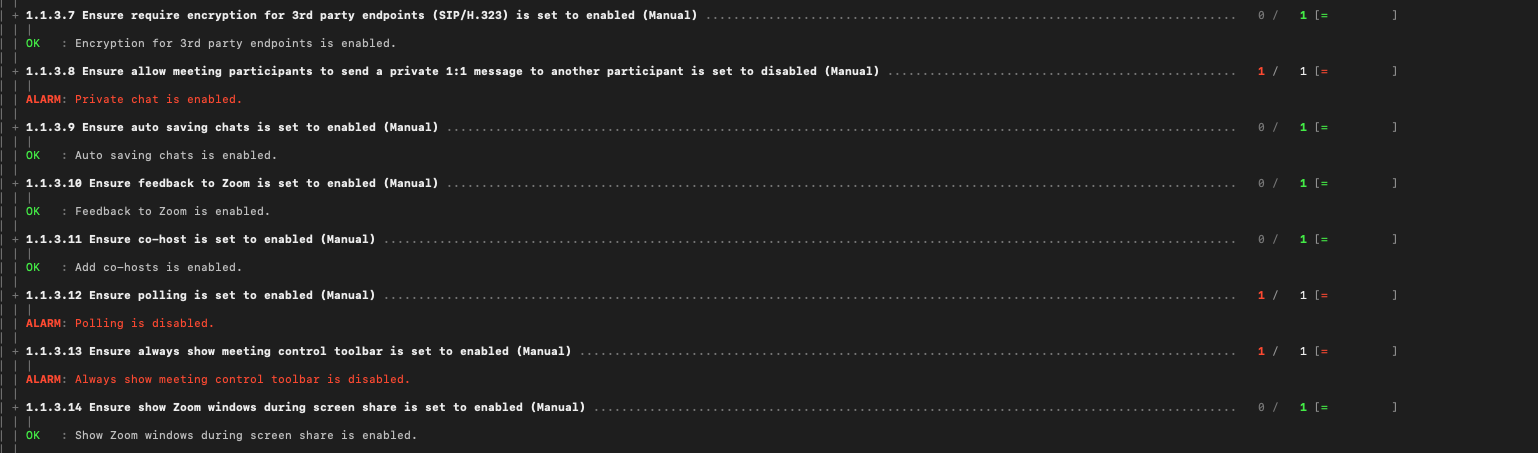 + 1.1.3.7 Ensure require encryption for 3rd party endpoints (SIP/H.323) is set to enabled (Manual) ............................................................................ 0 / 1 [= ]
OK : Encryption for 3rd party endpoints is enabled.
+ 1.1.3.8 Ensure allow meeting participants to send a private 1:1 message to another participant is set to disabled (Manual) .................................................. 1 / 1 [= ]
ALARM: Private chat is enabled.
+ 1.1.3.9 Ensure auto saving chats is set to enabled (Manual) ................................................................................................................. 0 / 1 [= ]
OK : Auto saving chats is enabled.
+ 1.1.3.10 Ensure feedback to Zoom is set to enabled (Manual) ................................................................................................................. 0 / 1 [= ]
OK : Feedback to Zoom is enabled.
+ 1.1.3.11 Ensure co-host is set to enabled (Manual) .......................................................................................................................... 0 / 1 [= ]
OK : Add co-hosts is enabled.
+ 1.1.3.12 Ensure polling is set to enabled (Manual) .......................................................................................................................... 1 / 1 [= ]
ALARM: Polling is disabled.
+ 1.1.3.13 Ensure always show meeting control toolbar is set to enabled (Manual) .............................................................................................. 1 / 1 [= ]
ALARM: Always show meeting control toolbar is disabled.
+ 1.1.3.14 Ensure show Zoom windows during screen share is set to enabled (Manual) ............................................................................................ 0 / 1 [= ]
OK : Show Zoom windows during screen share is enabled.